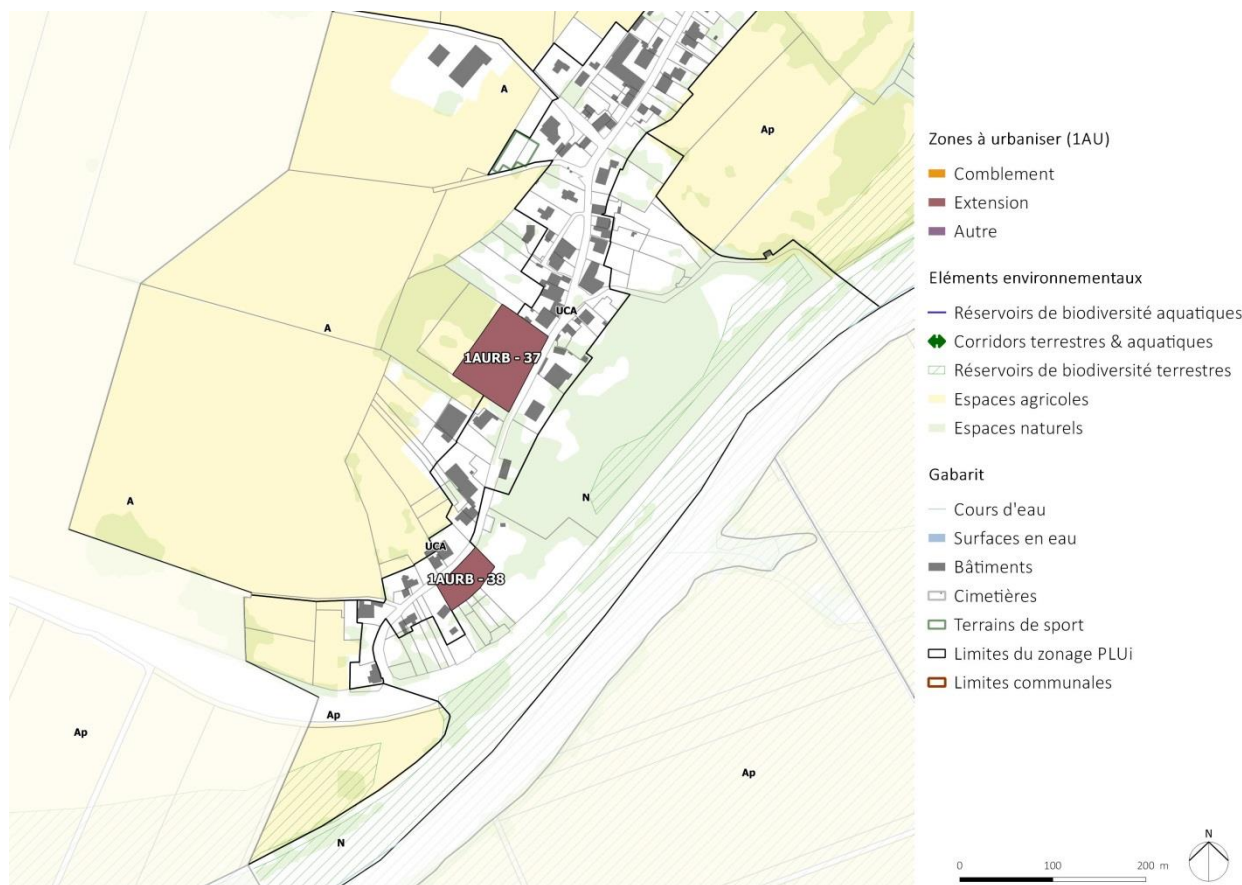 A
Ap
UCA
A
1AURB - 37
A
N
UCA
1AURB - 38
Ap
Ap
Ap
N
Zones à urbaniser (1AU)
Comblement
Extension
Autre
Eléments environnementaux
Réservoirs de biodiversité aquatiques
Corridors terrestres & aquatiques
Réservoirs de biodiversité terrestres
Espaces agricoles
Espaces naturels
Gabarit
Cours d'eau
Surfaces en eau
Bâtiments
Cimetières
Terrains de sport
Limites du zonage PLUi
Limites communales
N
0 100 200 m